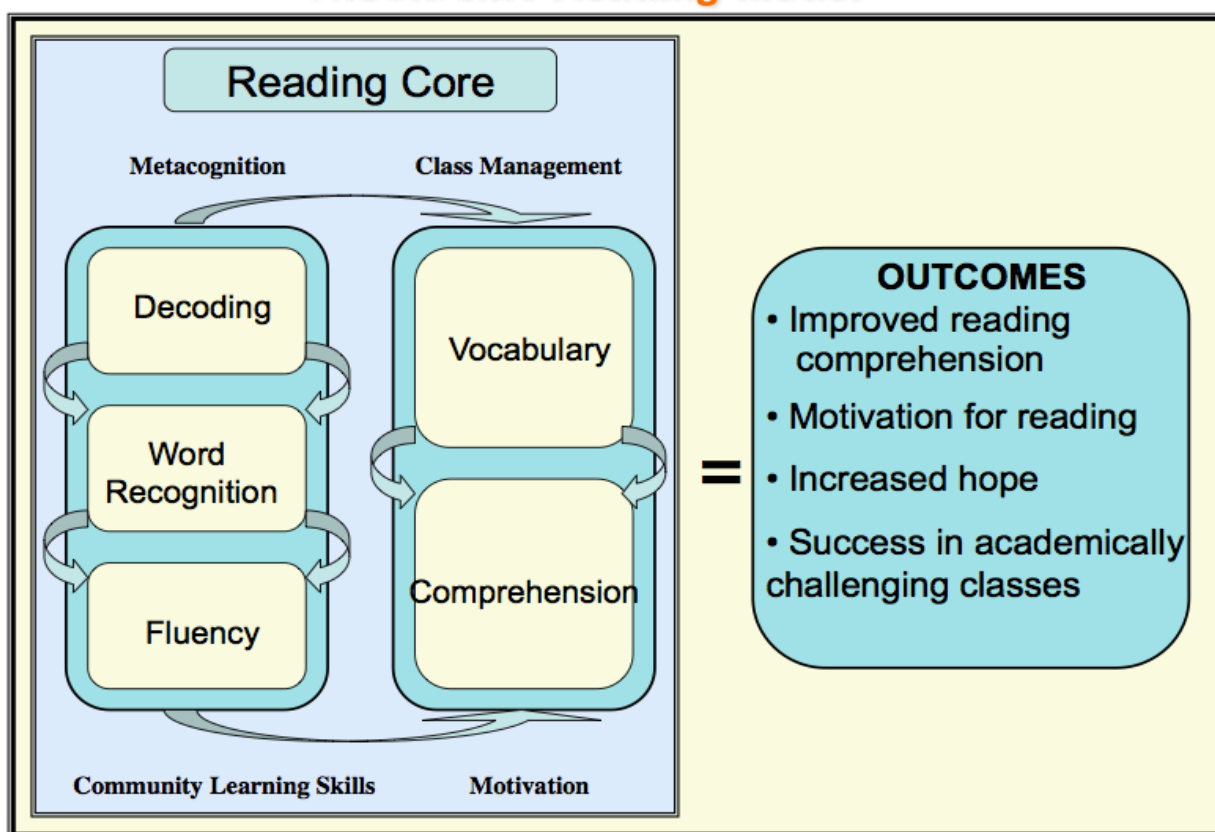 Reading Core
Metacognition
Class Management
Decoding
Word
Recognition
Fluency
Vocabulary
Comprehension
Community Learning Skills
Motivation
=
OUTCOMES
• Improved reading
comprehension
• Motivation for reading
• Increased hope
• Success in academically
challenging classes